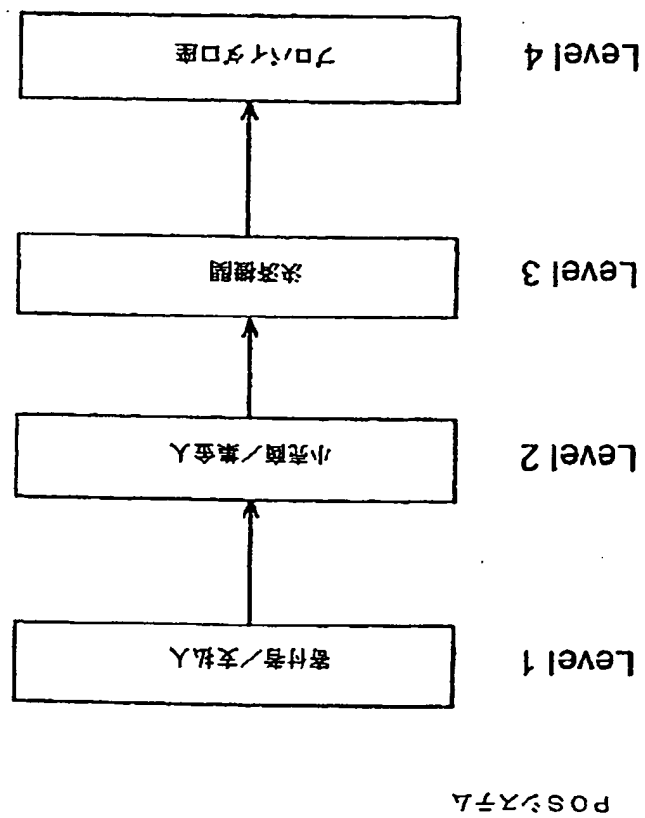 POSシステム
Level 1
寄付者／支払人
Level 2
小売商／集金人
Level 3
決済機関
Level 4
プロバイダ口座